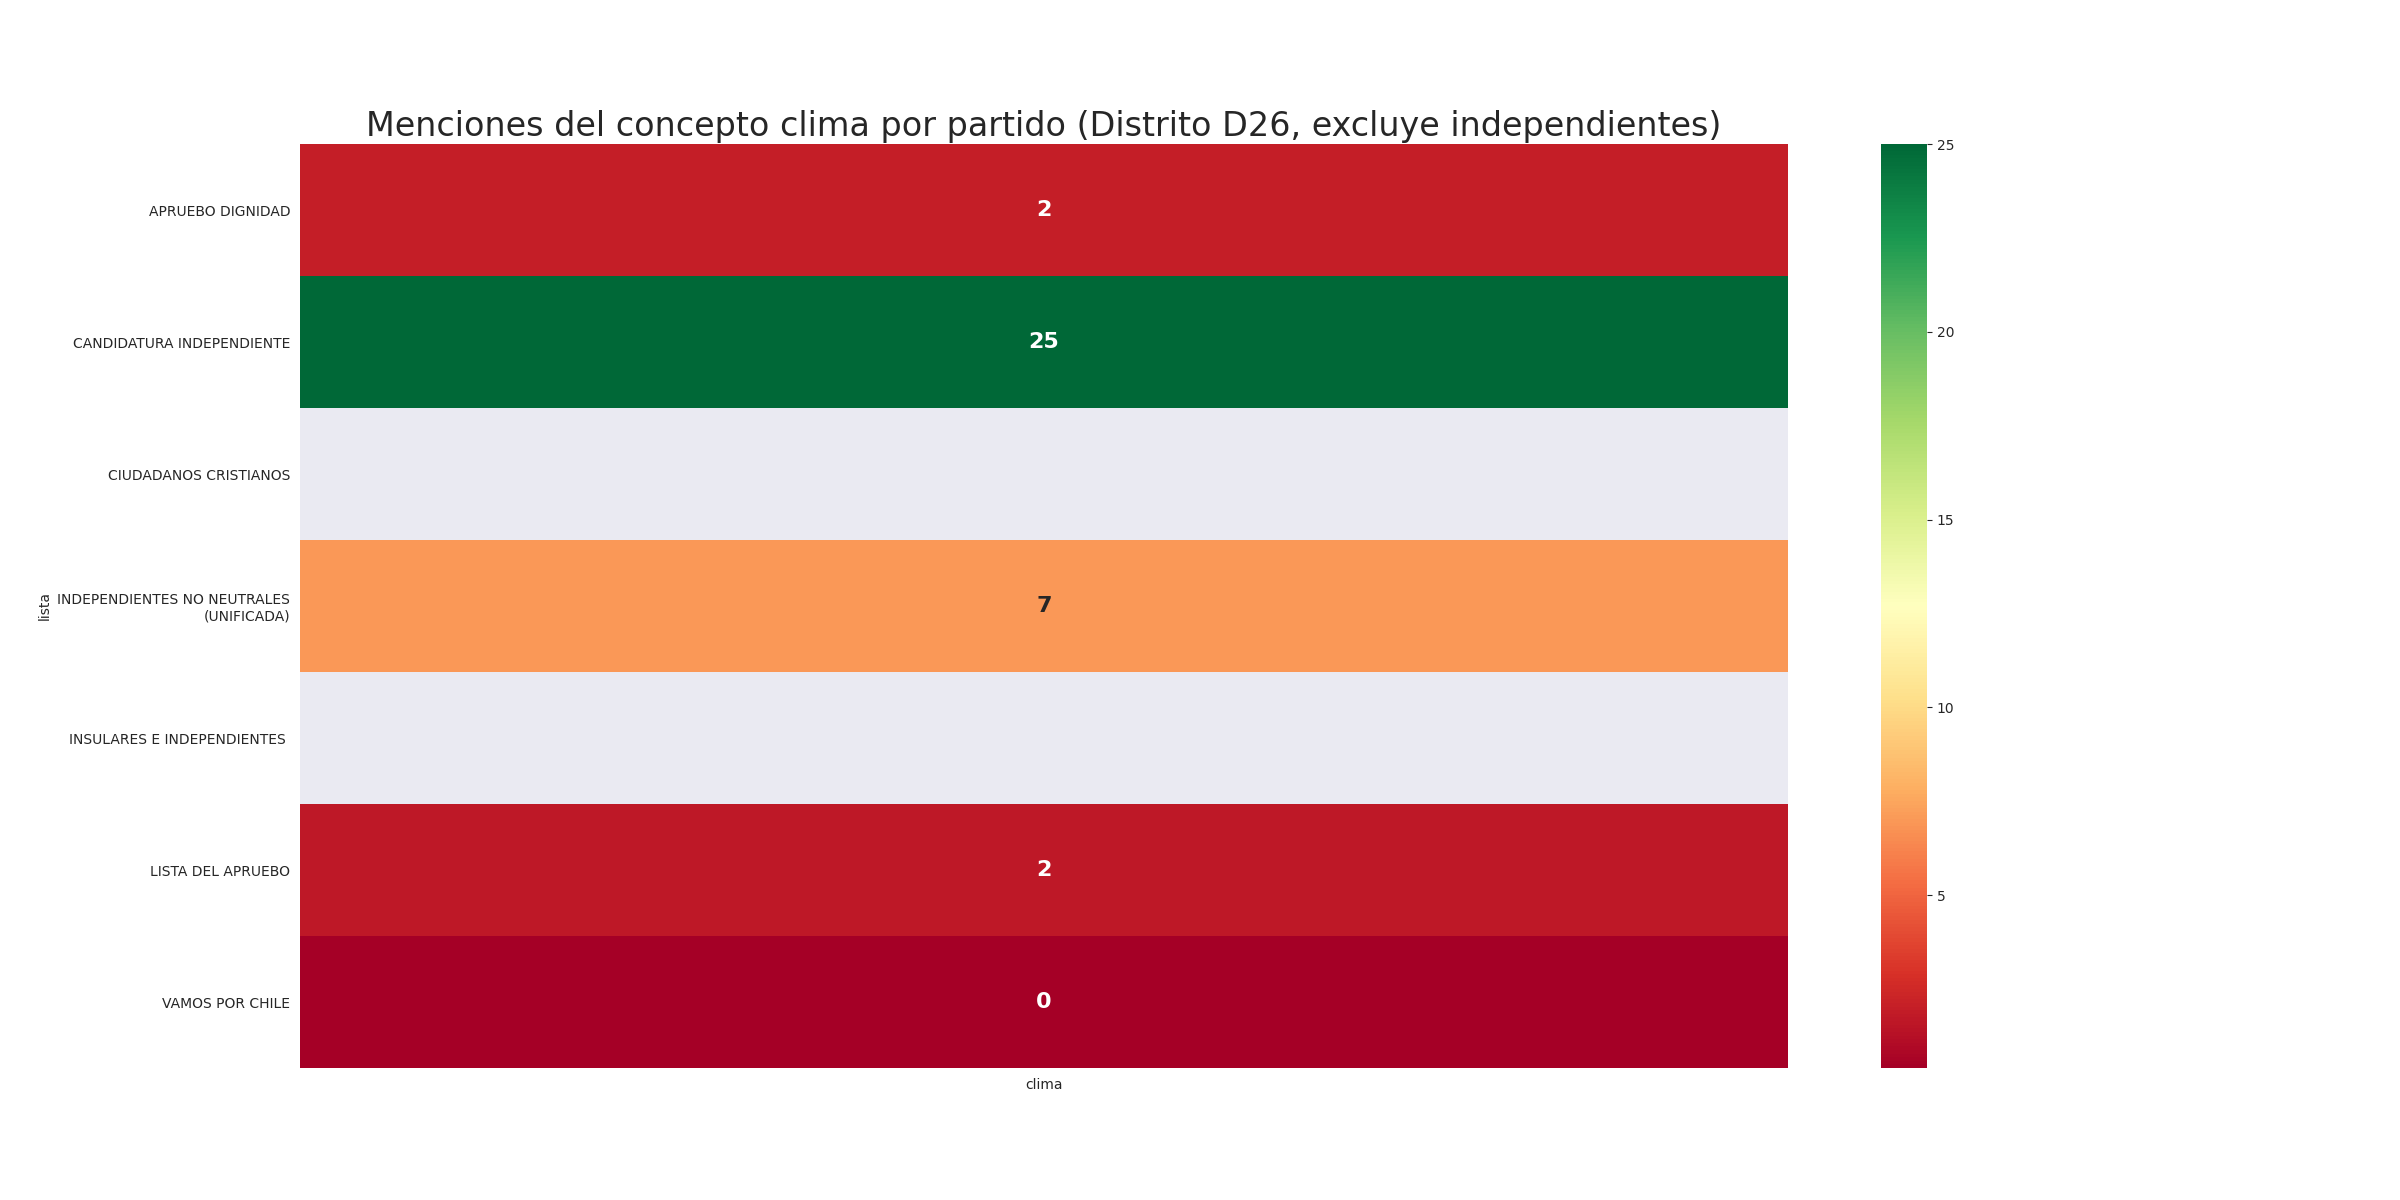 Menciones del concepto clima por partido (Distrito D26, excluye independientes)
lista
APRUEBO DIGNIDAD
2
CANDIDATURA INDEPENDIENTE
25
CIUDADANOS CRISTIANOS
INDEPENDIENTES NO NEUTRALES
(UNIFICADA)
7
INSULARES E INDEPENDIENTES
LISTA DEL APRUEBO
2
VAMOS POR CHILE
0
clima
25
20
15
10
5